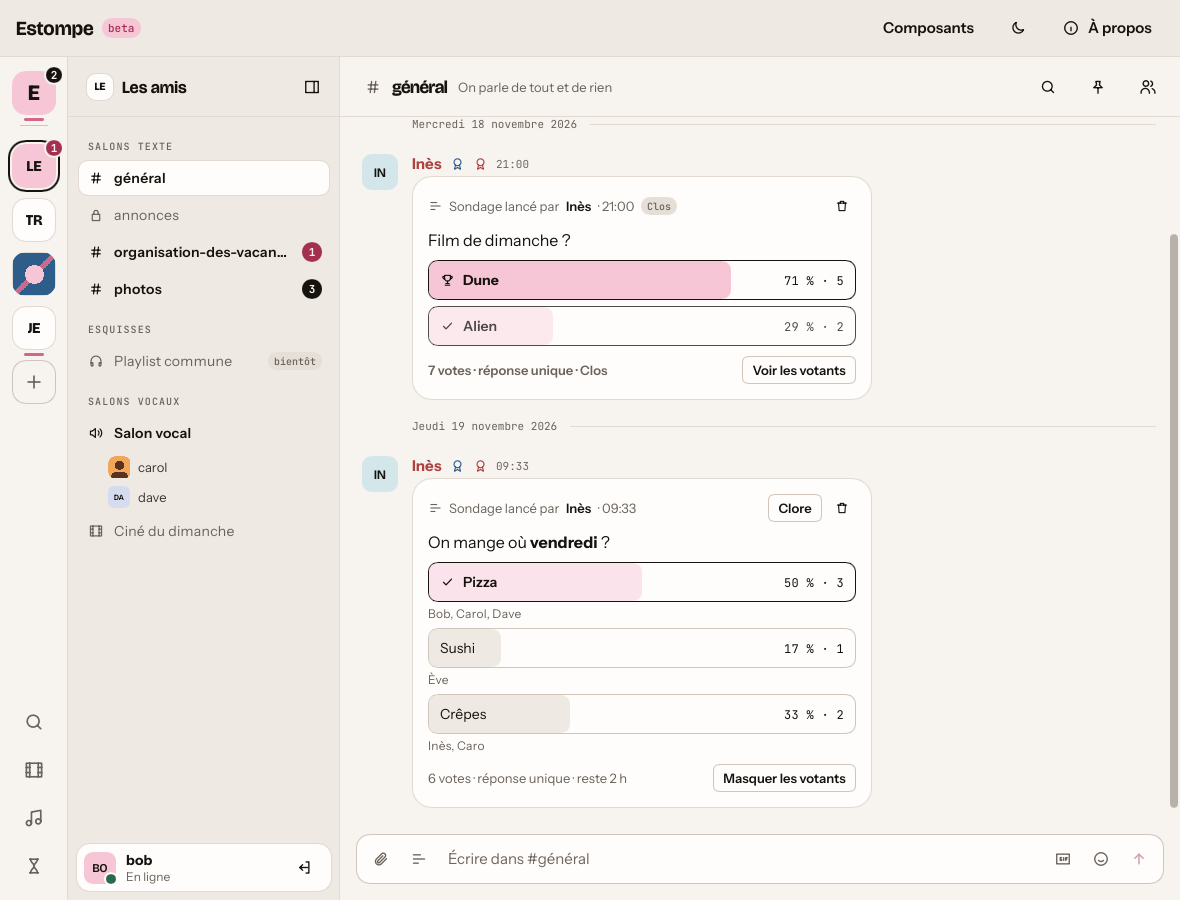 Estompe beta
Composants
À propos
E 2
LE 1
TR
JE
LE Les amis
SALONS TEXTE
# général
annonces
# organisation-des-vacan... 1
# photos 3
ESQUISSES
Playlist commune bientôt
SALONS VOCAUX
Salon vocal
carol
DA dave
Ciné du dimanche
BO bob
En ligne
# général On parle de tout et de rien
Mercredi 18 novembre 2026
IN Inès 21:00
Sondage lancé par Inès · 21:00 Clos
Film de dimanche ?
Dune 71 % · 5
Alien 29 % · 2
7 votes · réponse unique · Clos Voir les votants
Jeudi 19 novembre 2026
IN Inès 09:33
Sondage lancé par Inès · 09:33 Clore
On mange où vendredi ?
Pizza 50 % · 3
Bob, Carol, Dave
Sushi 17 % · 1
Ève
Crêpes 33 % · 2
Inès, Caro
6 votes · réponse unique · reste 2 h Masquer les votants
Écrire dans #général GIF